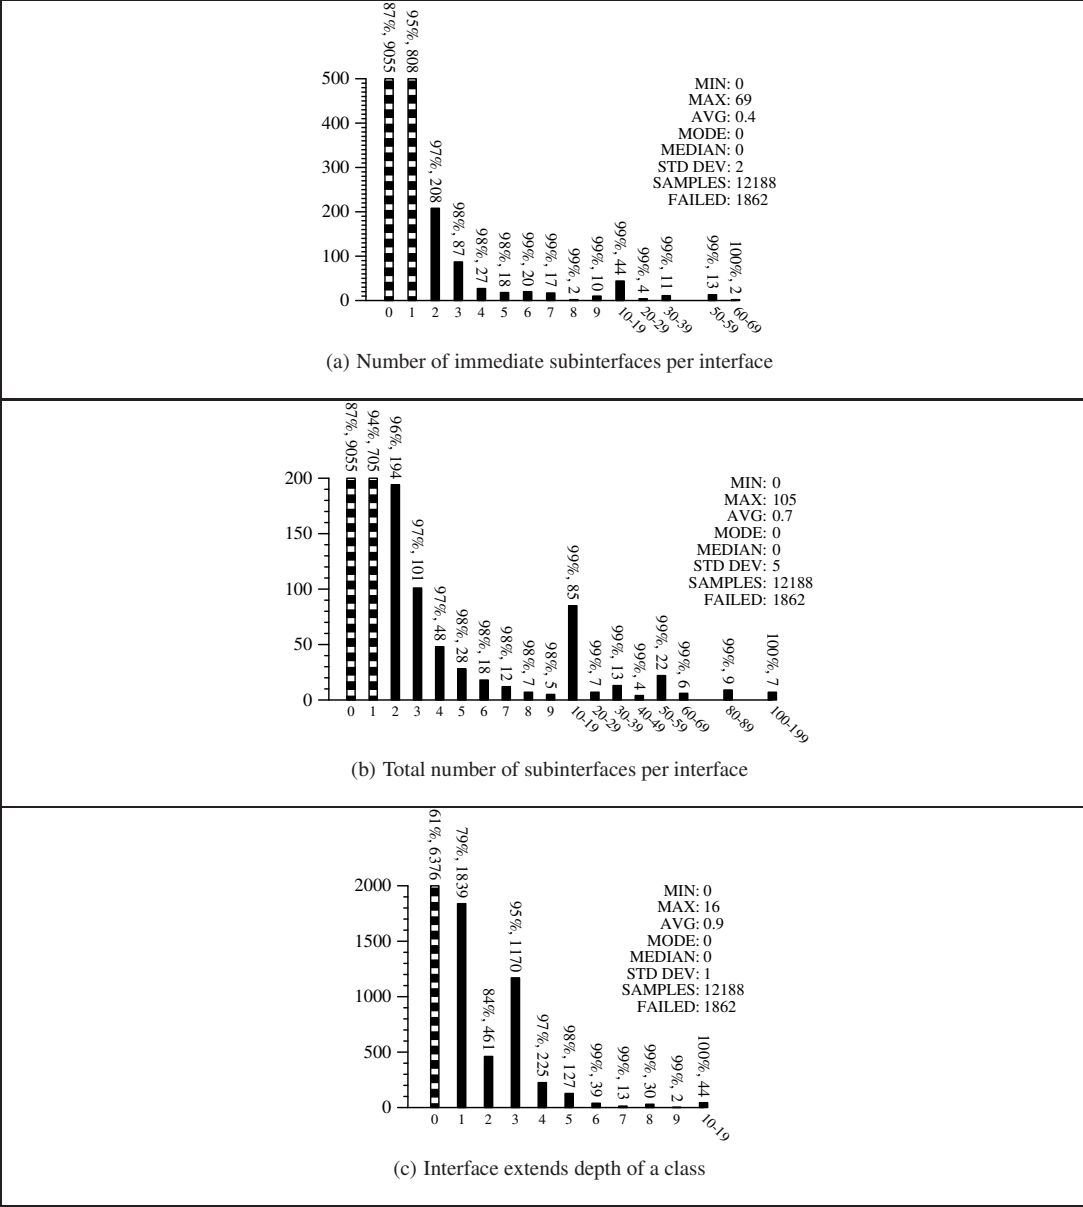 87%, 9055
95%, 808
97%, 208
98%, 87
98%, 27
98%, 18
99%, 20
99%, 17
99%, 2
99%, 10
99%, 44
99%, 4
99%, 11
99%, 13
100%, 2
500
400
300
200
100
0
0 1 2 3 4 5 6 7 8 9 10-19 20-29 30-39 50-59 60-69
MIN: 0
MAX: 69
AVG: 0.4
MODE: 0
MEDIAN: 0
STD DEV: 2
SAMPLES: 12188
FAILED: 1862
(a) Number of immediate subinterfaces per interface
87%, 9055
94%, 705
96%, 194
97%, 101
97%, 48
98%, 28
98%, 18
98%, 12
98%, 7
98%, 5
99%, 85
99%, 7
99%, 13
99%, 4
99%, 22
99%, 6
99%, 9
100%, 7
200
150
100
50
0
0 1 2 3 4 5 6 7 8 9 10-19 20-29 30-39 40-49 50-59 60-69 80-89 100-199
MIN: 0
MAX: 105
AVG: 0.7
MODE: 0
MEDIAN: 0
STD DEV: 5
SAMPLES: 12188
FAILED: 1862
(b) Total number of subinterfaces per interface
61%, 6376
79%, 1839
84%, 461
95%, 1170
97%, 225
98%, 127
99%, 39
99%, 13
99%, 30
99%, 2
100%, 44
2000
1500
1000
500
0
0 1 2 3 4 5 6 7 8 9 10-19
MIN: 0
MAX: 16
AVG: 0.9
MODE: 0
MEDIAN: 0
STD DEV: 1
SAMPLES: 12188
FAILED: 1862
(c) Interface extends depth of a class